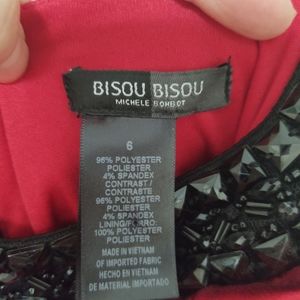 BISOU BISOU
MICHELE BOHBOT
6
96% POLYESTER
POLIESTER
4% SPANDEX
CONTRAST /
CONTRASTE
96% POLYESTER
POLIESTER
4% SPANDEX
LINING/FORRO:
100% POLYESTER
POLIESTER
MADE IN VIETNAM
OF IMPORTED FABRIC
HECHO EN VIETNAM
DE MATERIAL IMPORTADO